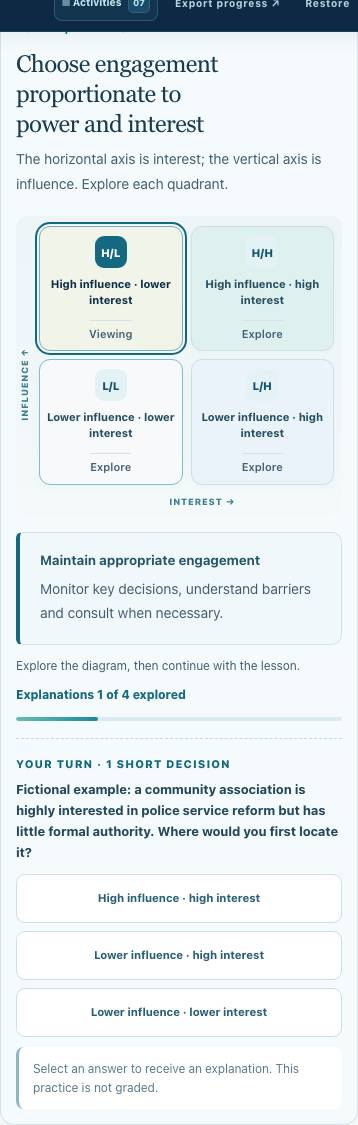 Activities 07 Export progress ↗ Restore
Choose engagement
proportionate to
power and interest
The horizontal axis is interest; the vertical axis is
influence. Explore each quadrant.
INFLUENCE →
H/L
High influence · lower
interest
Viewing
H/H
High influence · high
interest
Explore
L/L
Lower influence · lower
interest
Explore
L/H
Lower influence · high
interest
Explore
INTEREST →
Maintain appropriate engagement
Monitor key decisions, understand barriers
and consult when necessary.
Explore the diagram, then continue with the lesson.
Explanations 1 of 4 explored
YOUR TURN · 1 SHORT DECISION
Fictional example: a community association is
highly interested in police service reform but has
little formal authority. Where would you first locate
it?
High influence · high interest
Lower influence · high interest
Lower influence · lower interest
Select an answer to receive an explanation. This
practice is not graded.